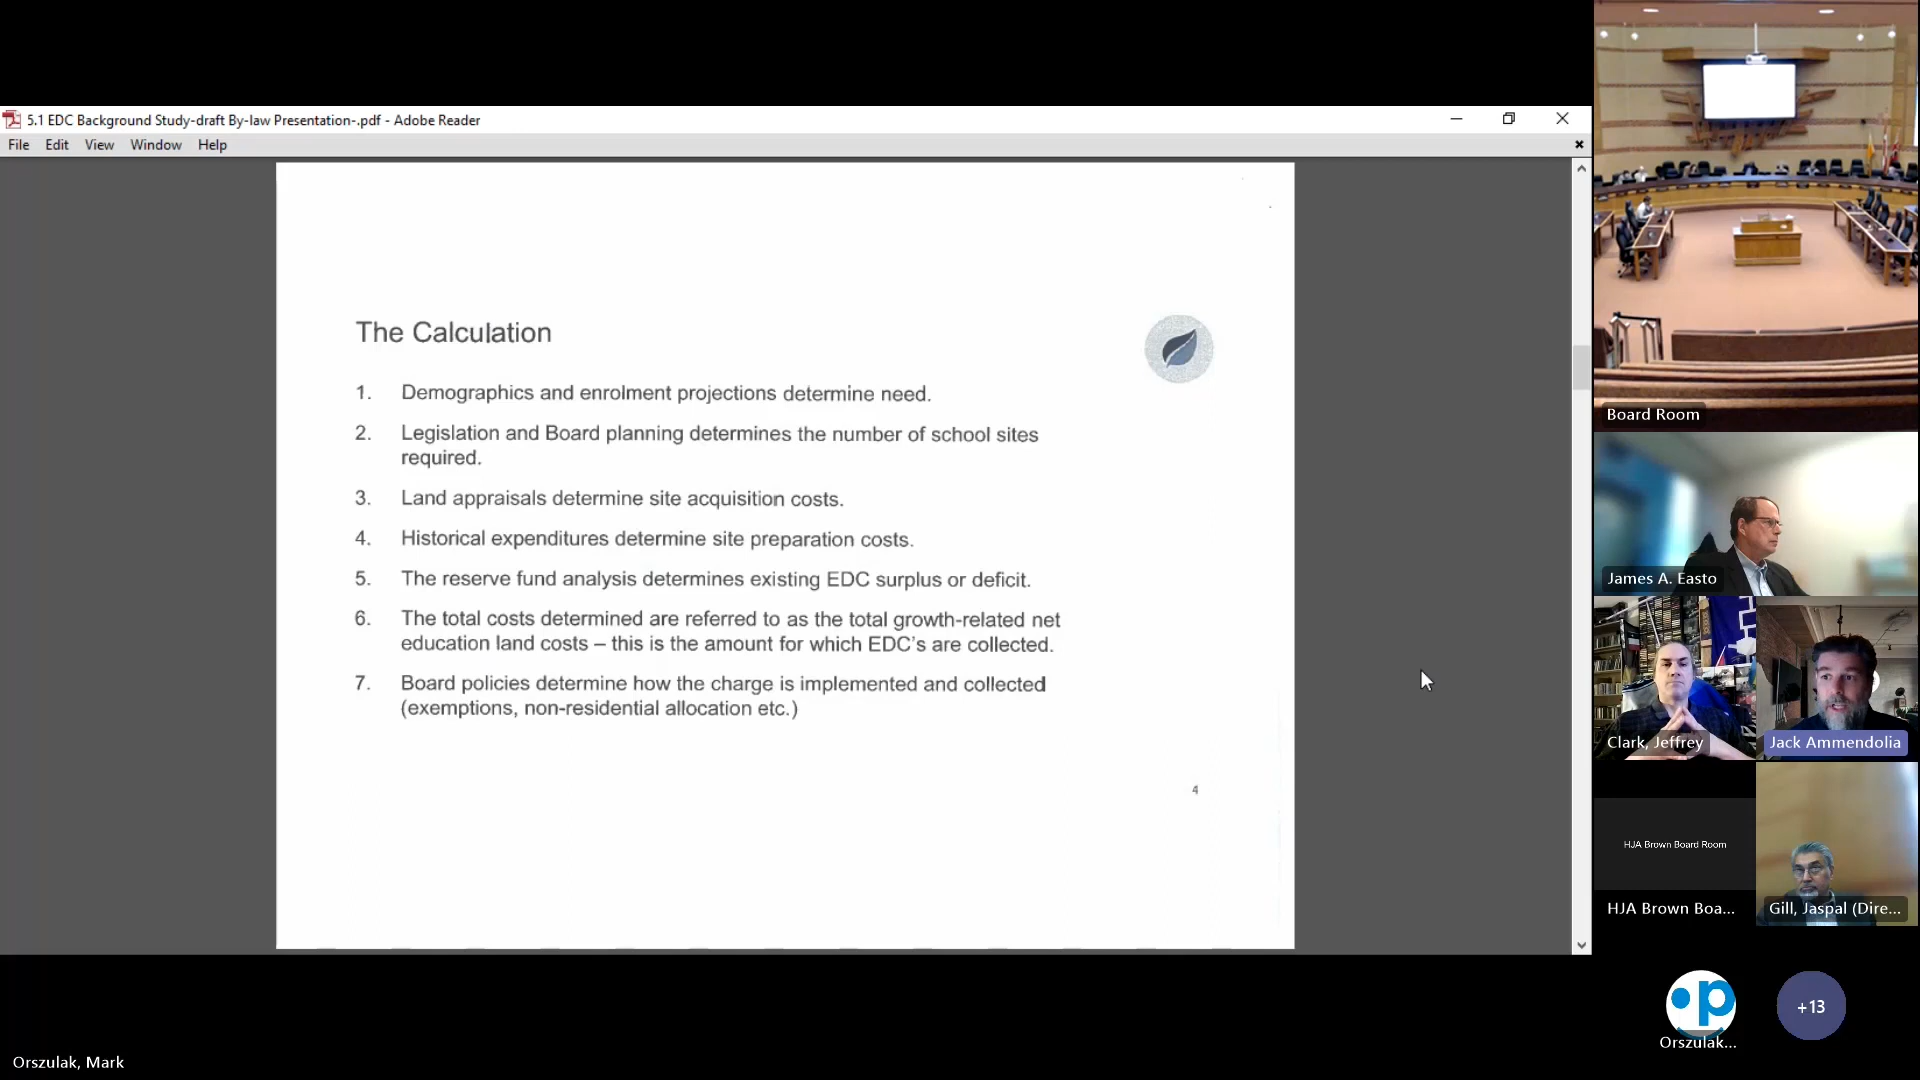 5.1 EDC Background Study-draft By-law Presentation-.pdf - Adobe Reader
File Edit View Window Help
The Calculation
1. Demographics and enrolment projections determine need.
2. Legislation and Board planning determines the number of school sites
required.
3. Land appraisals determine site acquisition costs.
4. Historical expenditures determine site preparation costs.
5. The reserve fund analysis determines existing EDC surplus or deficit.
6. The total costs determined are referred to as the total growth-related net
education land costs – this is the amount for which EDC's are collected.
7. Board policies determine how the charge is implemented and collected
(exemptions, non-residential allocation etc.)
4
Board Room
James A. Easto
Clark, Jeffrey
Jack Ammendolia
HJA Brown Board Room
HJA Brown Boa...
Gill, Jaspal (Dire...
p
+13
Orszulak...
Orszulak, Mark